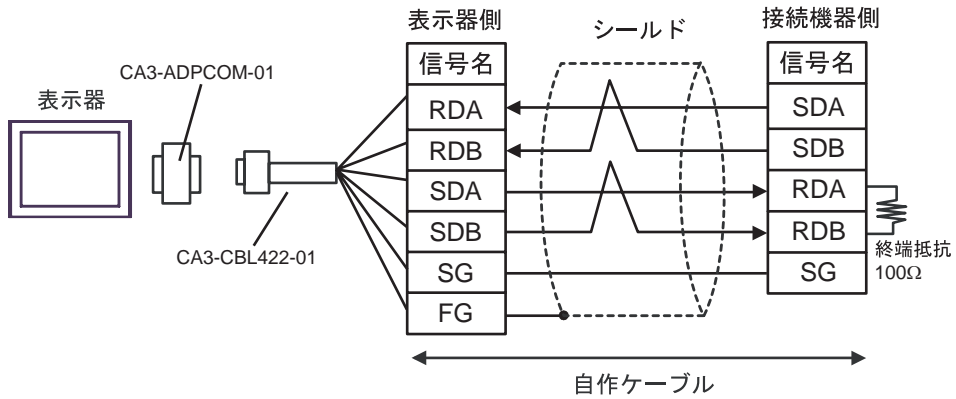 表示器側
シールド
接続機器側
CA3-ADPCOM-01
表示器
CA3-CBL422-01
信号名
RDA
RDB
SDA
SDB
SG
FG
信号名
SDA
SDB
RDA
RDB
SG
終端抵抗
100Ω
自作ケーブル